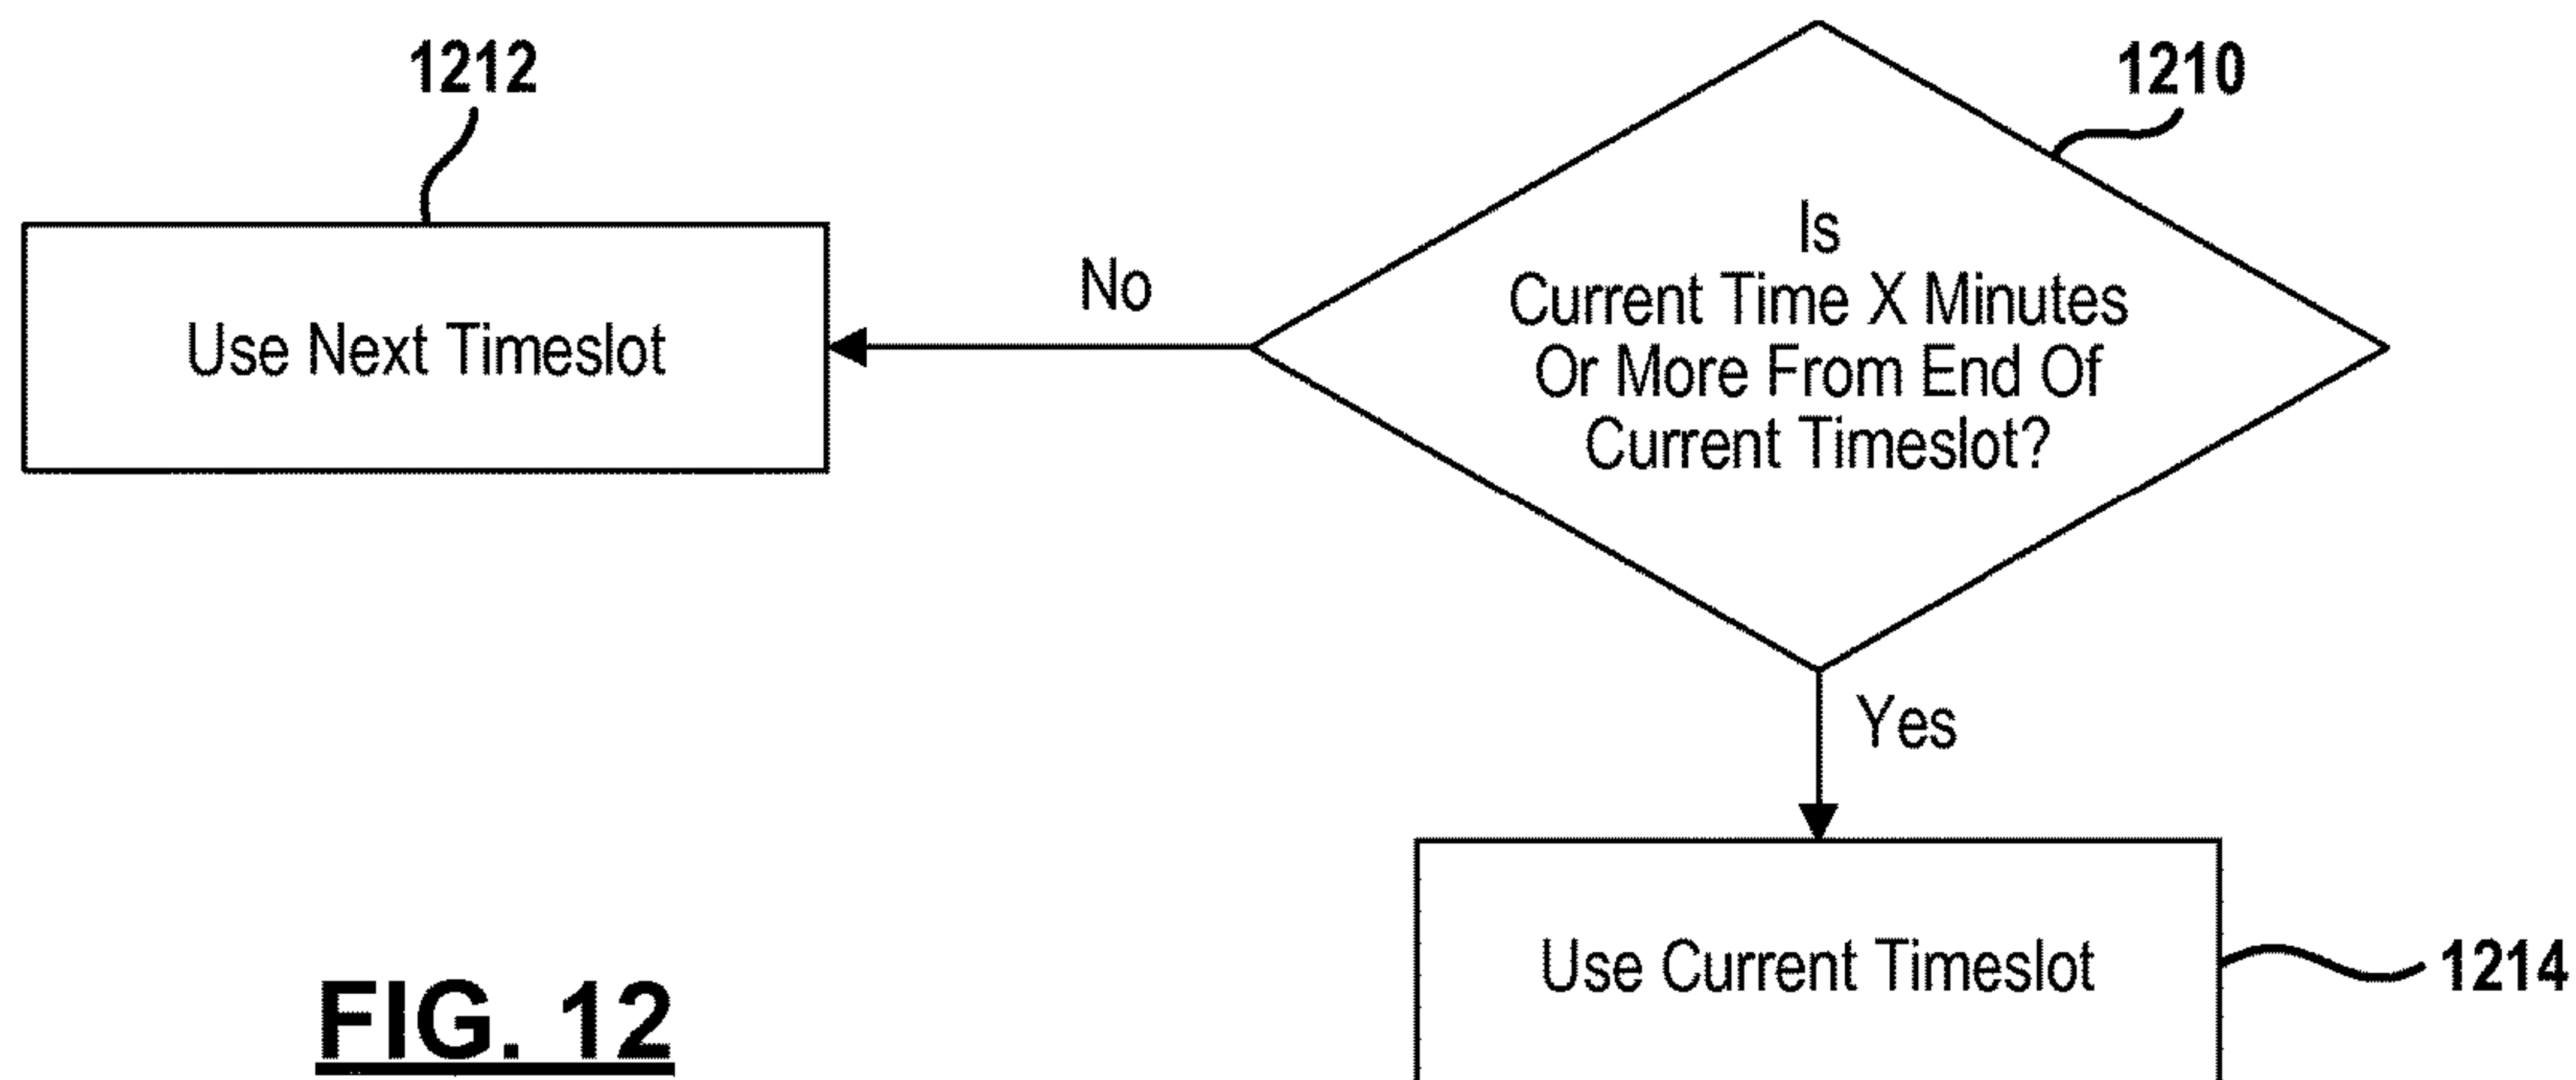 1212
1210
Is
Current Time X Minutes
Or More From End Of
Current Timeslot?
No
Use Next Timeslot
Yes
Use Current Timeslot
1214
FIG. 12